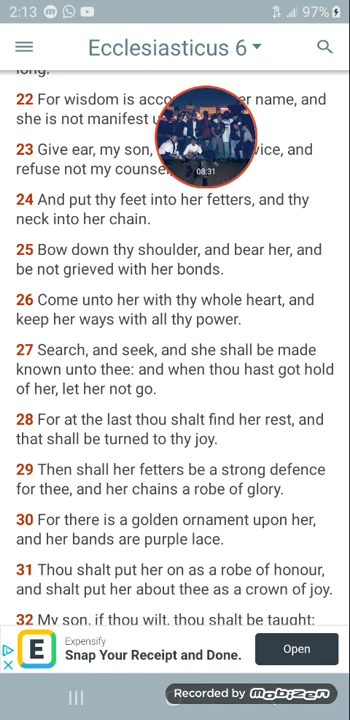 2:13 97%
Ecclesiasticus 6
long.
22 For wisdom is acco er name, and
she is not manifest u
23 Give ear, my son, vice, and
refuse not my counse
08:31
24 And put thy feet into her fetters, and thy
neck into her chain.
25 Bow down thy shoulder, and bear her, and
be not grieved with her bonds.
26 Come unto her with thy whole heart, and
keep her ways with all thy power.
27 Search, and seek, and she shall be made
known unto thee: and when thou hast got hold
of her, let her not go.
28 For at the last thou shalt find her rest, and
that shall be turned to thy joy.
29 Then shall her fetters be a strong defence
for thee, and her chains a robe of glory.
30 For there is a golden ornament upon her,
and her bands are purple lace.
31 Thou shalt put her on as a robe of honour,
and shalt put her about thee as a crown of joy.
32 My son, if thou wilt, thou shalt be taught:
E
Expensify
Snap Your Receipt and Done.
Open
Recorded by Mobizen